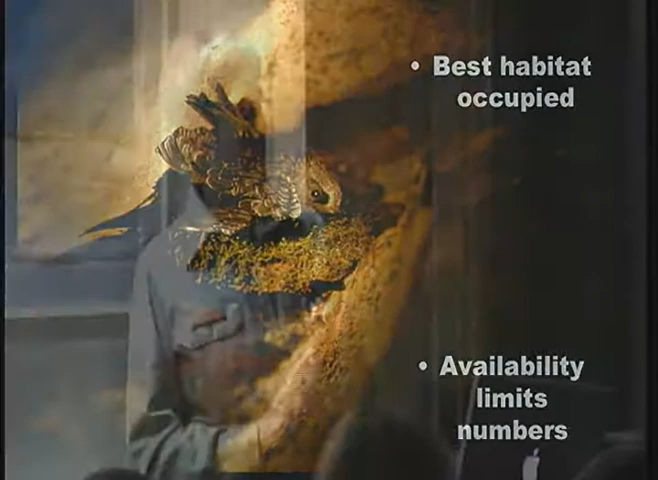 • Best habitat
occupied
• Availability
limits
numbers